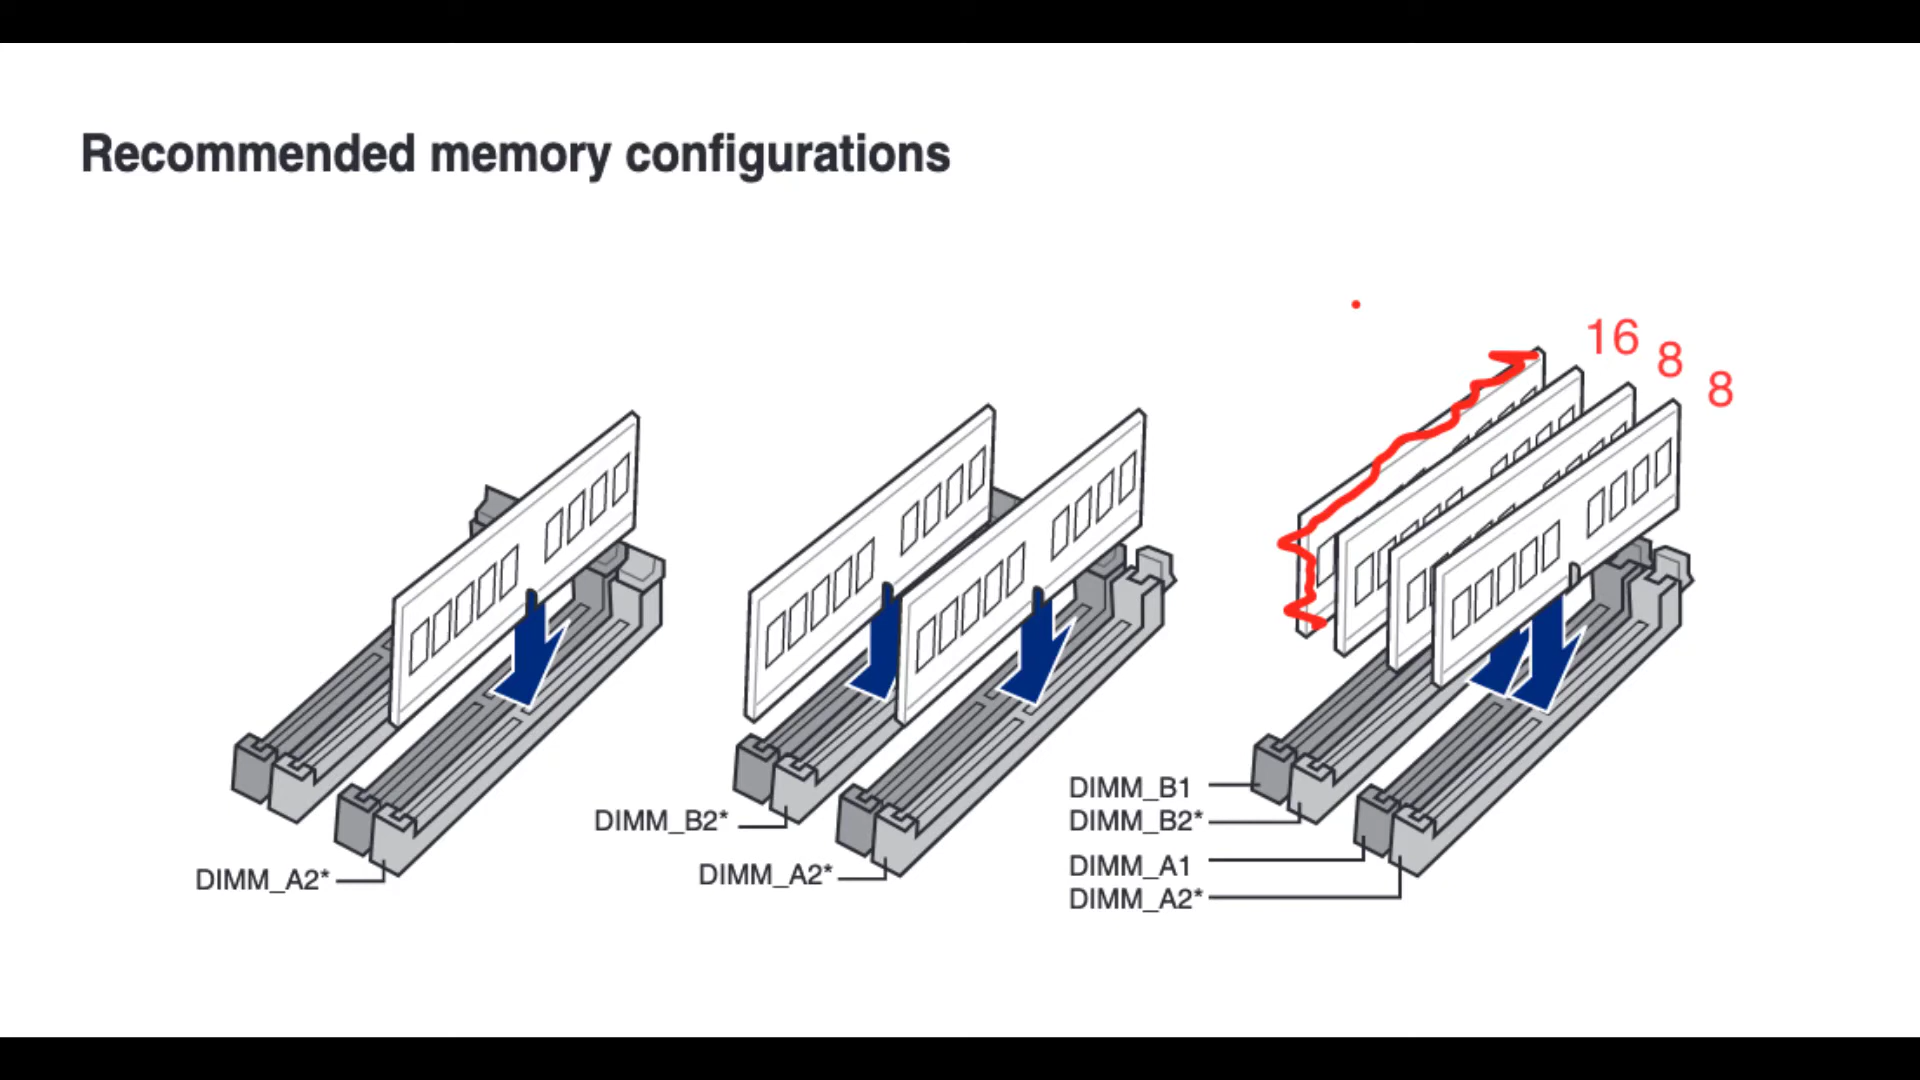 Recommended memory configurations
16
8
8
DIMM_A2*
DIMM_B2*
DIMM_A2*
DIMM_B1
DIMM_B2*
DIMM_A1
DIMM_A2*